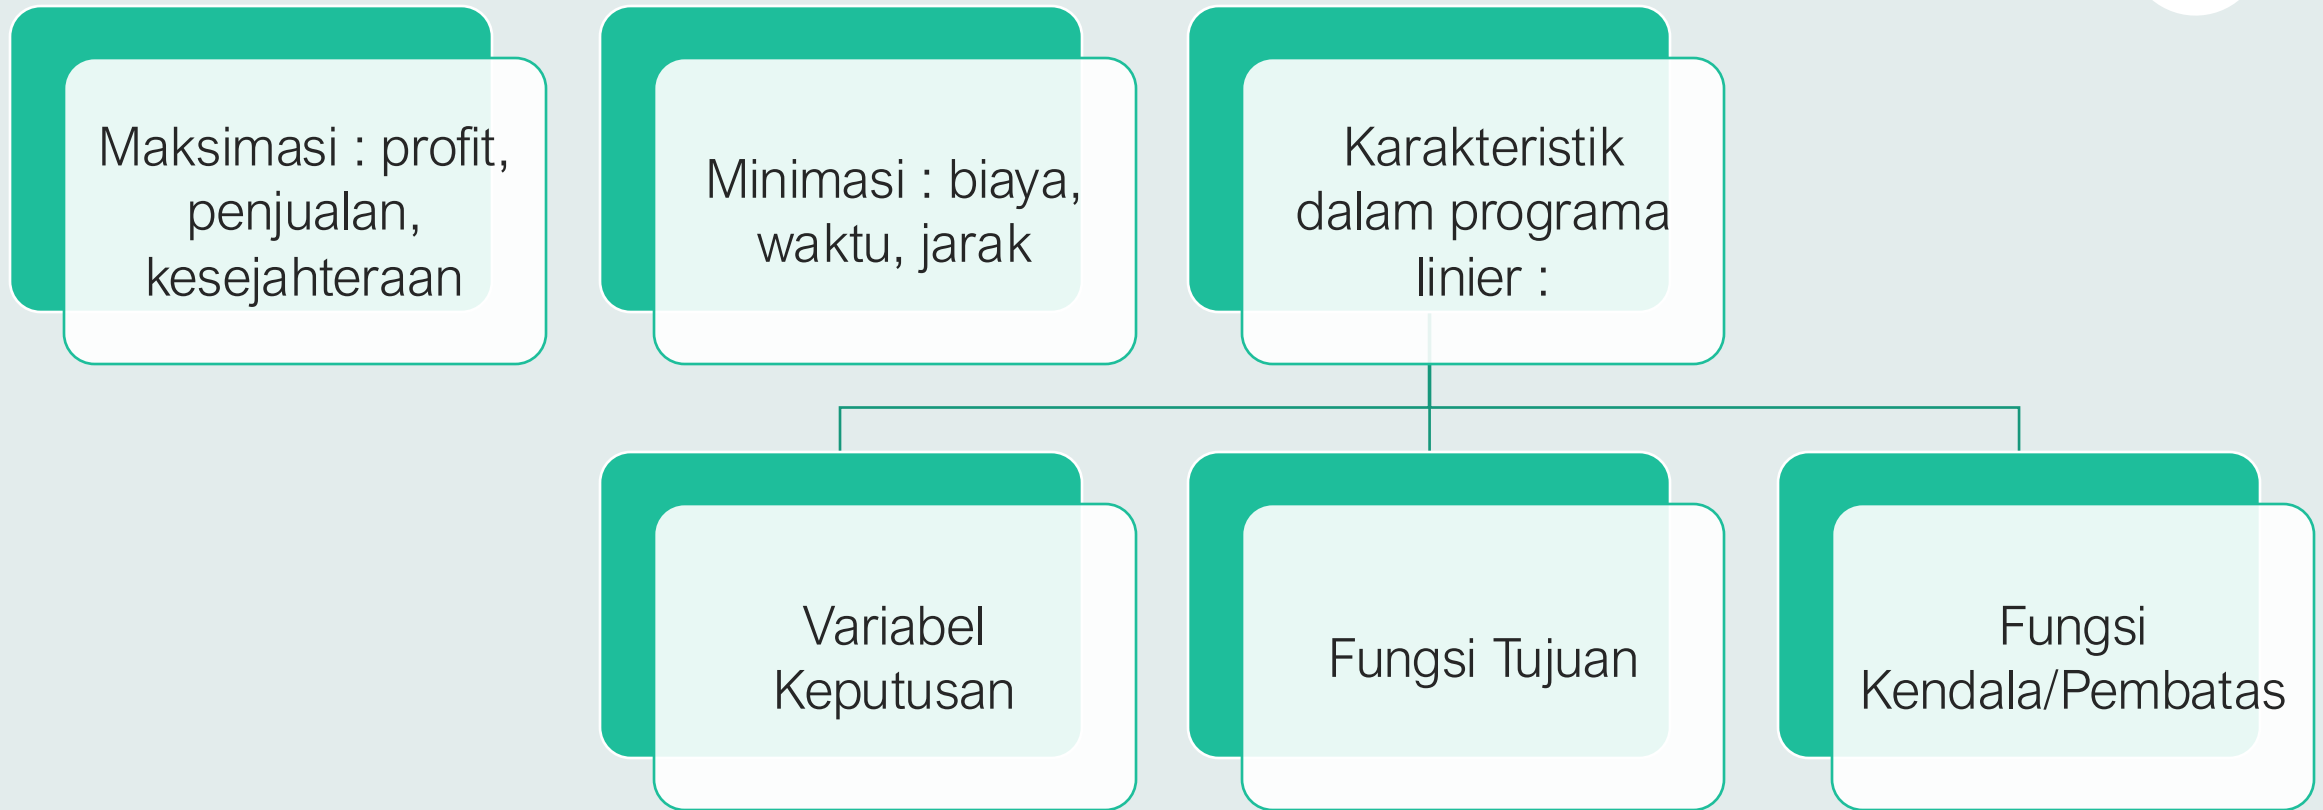 Maksimasi : profit,
penjualan,
kesejahteraan
Minimasi : biaya,
waktu, jarak
Karakteristik
dalam programa
linier :
Variabel
Keputusan
Fungsi Tujuan
Fungsi
Kendala/Pembatas